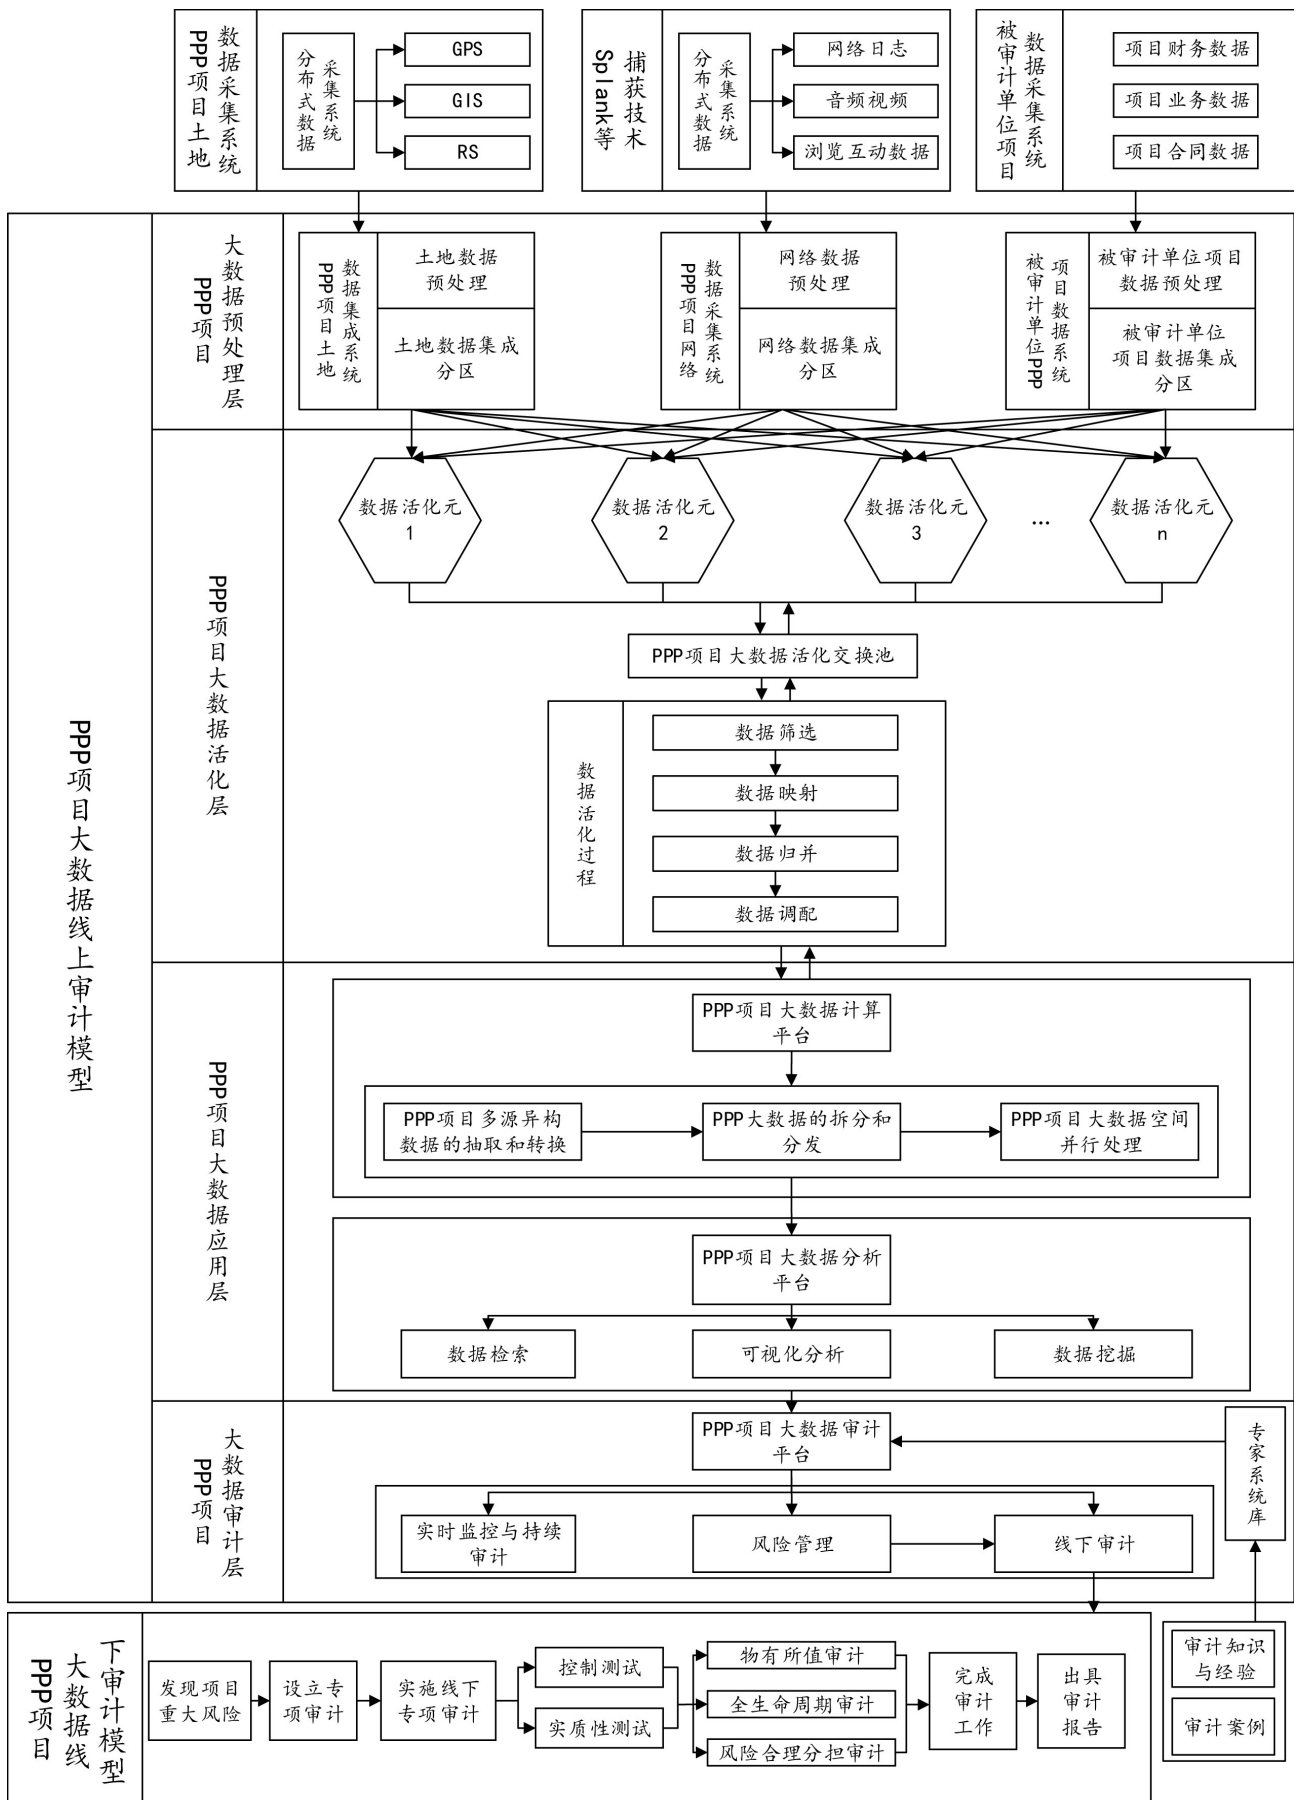 PPP项目土地
数据采集系统
分布式数据
采集系统
GPS
GIS
RS
Splank等
捕获技术
分布式数据
采集系统
网络日志
音频视频
浏览互动数据
被审计单位项目
数据采集系统
项目财务数据
项目业务数据
项目合同数据
PPP项目大数据线上审计模型
PPP项目
大数据预处理层
PPP项目土地
数据集成系统
土地数据
预处理
土地数据集成
分区
PPP项目网络
数据采集系统
网络数据
预处理
网络数据集成
分区
被审计单位PPP
项目数据系统
被审计单位项目
数据预处理
被审计单位
项目数据集成
分区
PPP项目大数据活化层
数据活化元
1
数据活化元
2
数据活化元
3
...
数据活化元
n
PPP项目大数据活化交换池
数据活化过程
数据筛选
数据映射
数据归并
数据调配
PPP项目大数据应用层
PPP项目大数据计算
平台
PPP项目多源异构
数据的抽取和转换
PPP大数据的拆分和
分发
PPP项目大数据空间
并行处理
PPP项目大数据分析
平台
数据检索
可视化分析
数据挖掘
PPP项目
大数据审计层
PPP项目大数据审计
平台
专家系统库
实时监控与持续
审计
风险管理
线下审计
PPP项目
大数据线
下审计模型
发现项目
重大风险
设立专
项审计
实施线下
专项审计
控制测试
实质性测试
物有所值审计
全生命周期审计
风险合理分担审计
完成
审计
工作
出具
审计
报告
审计知识
与经验
审计案例